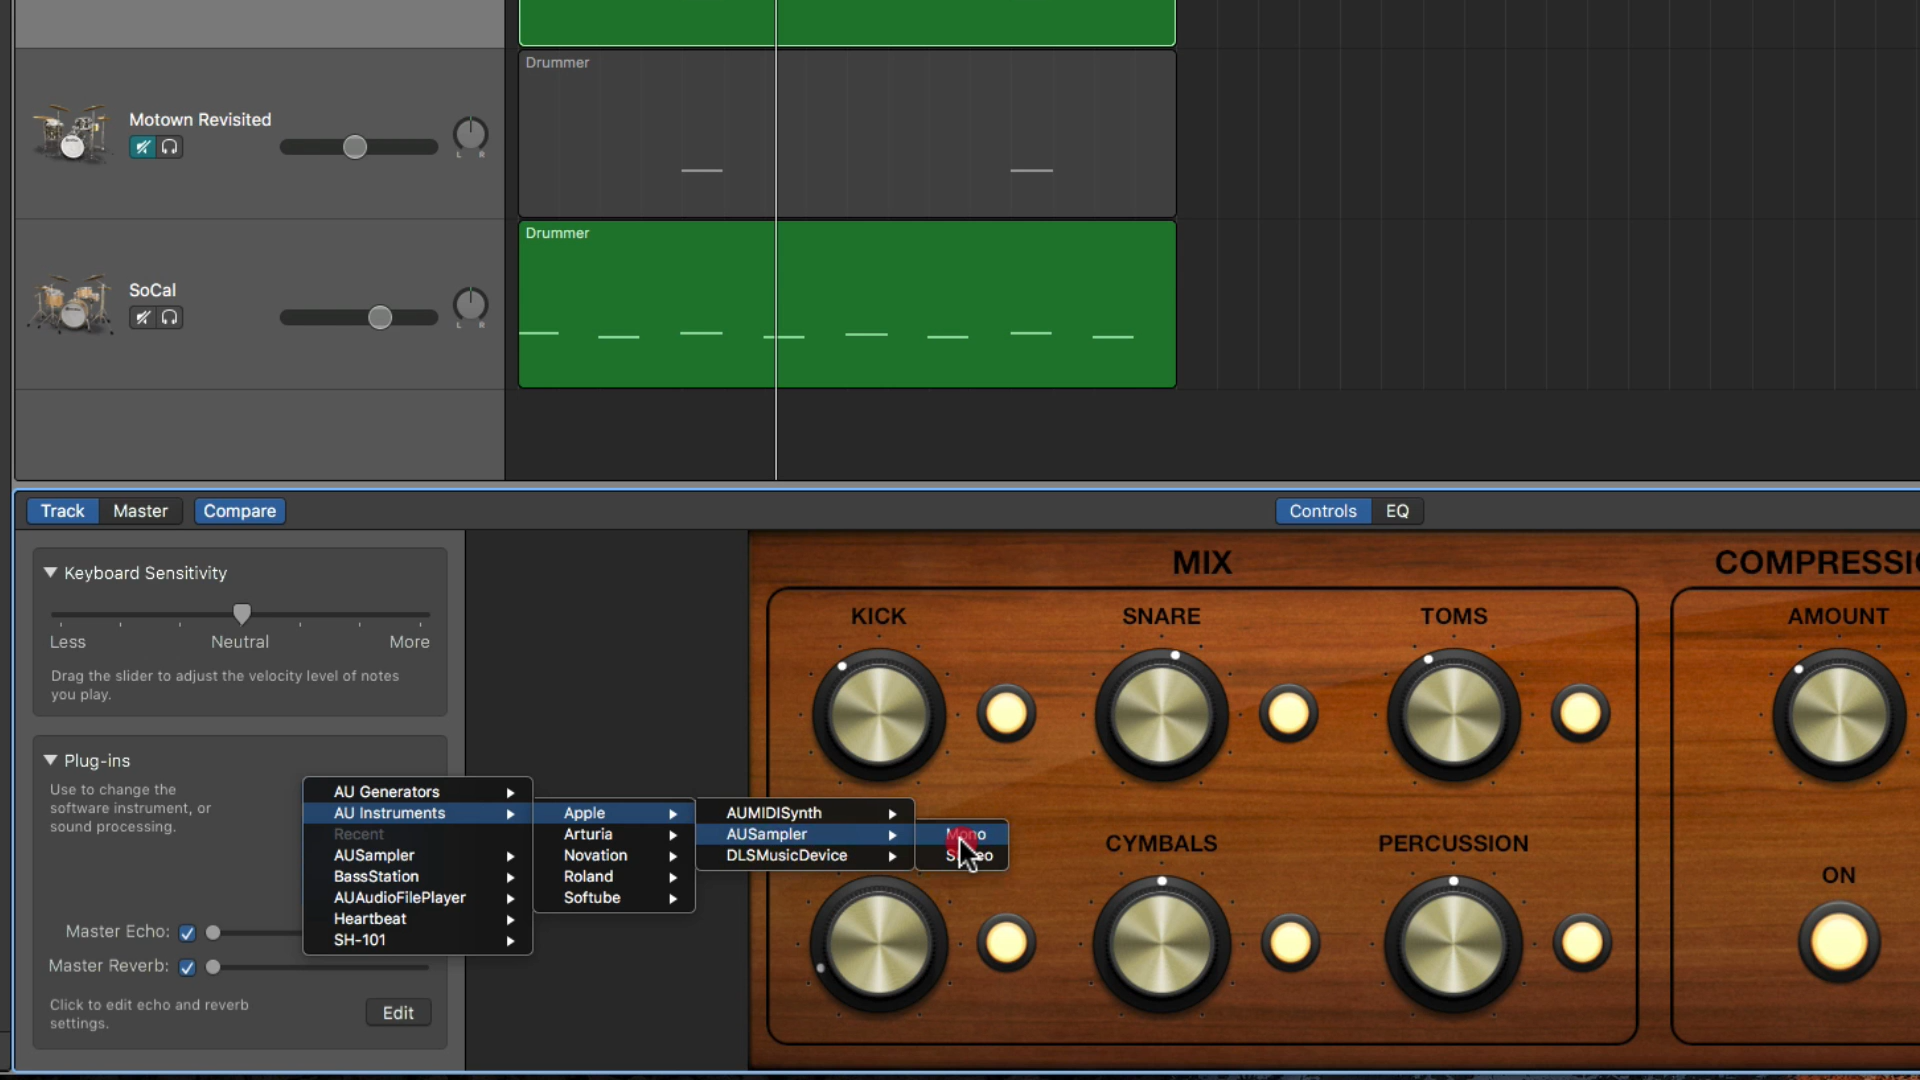 Drummer
Motown Revisited
L R
Drummer
SoCal
L R
Track Master Compare
Controls EQ
Keyboard Sensitivity
Less Neutral More
Drag the slider to adjust the velocity level of notes
you play.
Plug-ins
Use to change the
software instrument, or
sound processing.
Master Echo:
Master Reverb:
Click to edit echo and reverb
settings.
Edit
AU Generators
AU Instruments
Recent
AUSampler
BassStation
AUAudioFilePlayer
Heartbeat
SH-101
Apple
Arturia
Novation
Roland
Softube
AUMIDISynth
AUSampler
DLSMusicDevice
Mono
MIX
KICK SNARE TOMS
CYMBALS PERCUSSION
AMOUNT
ON